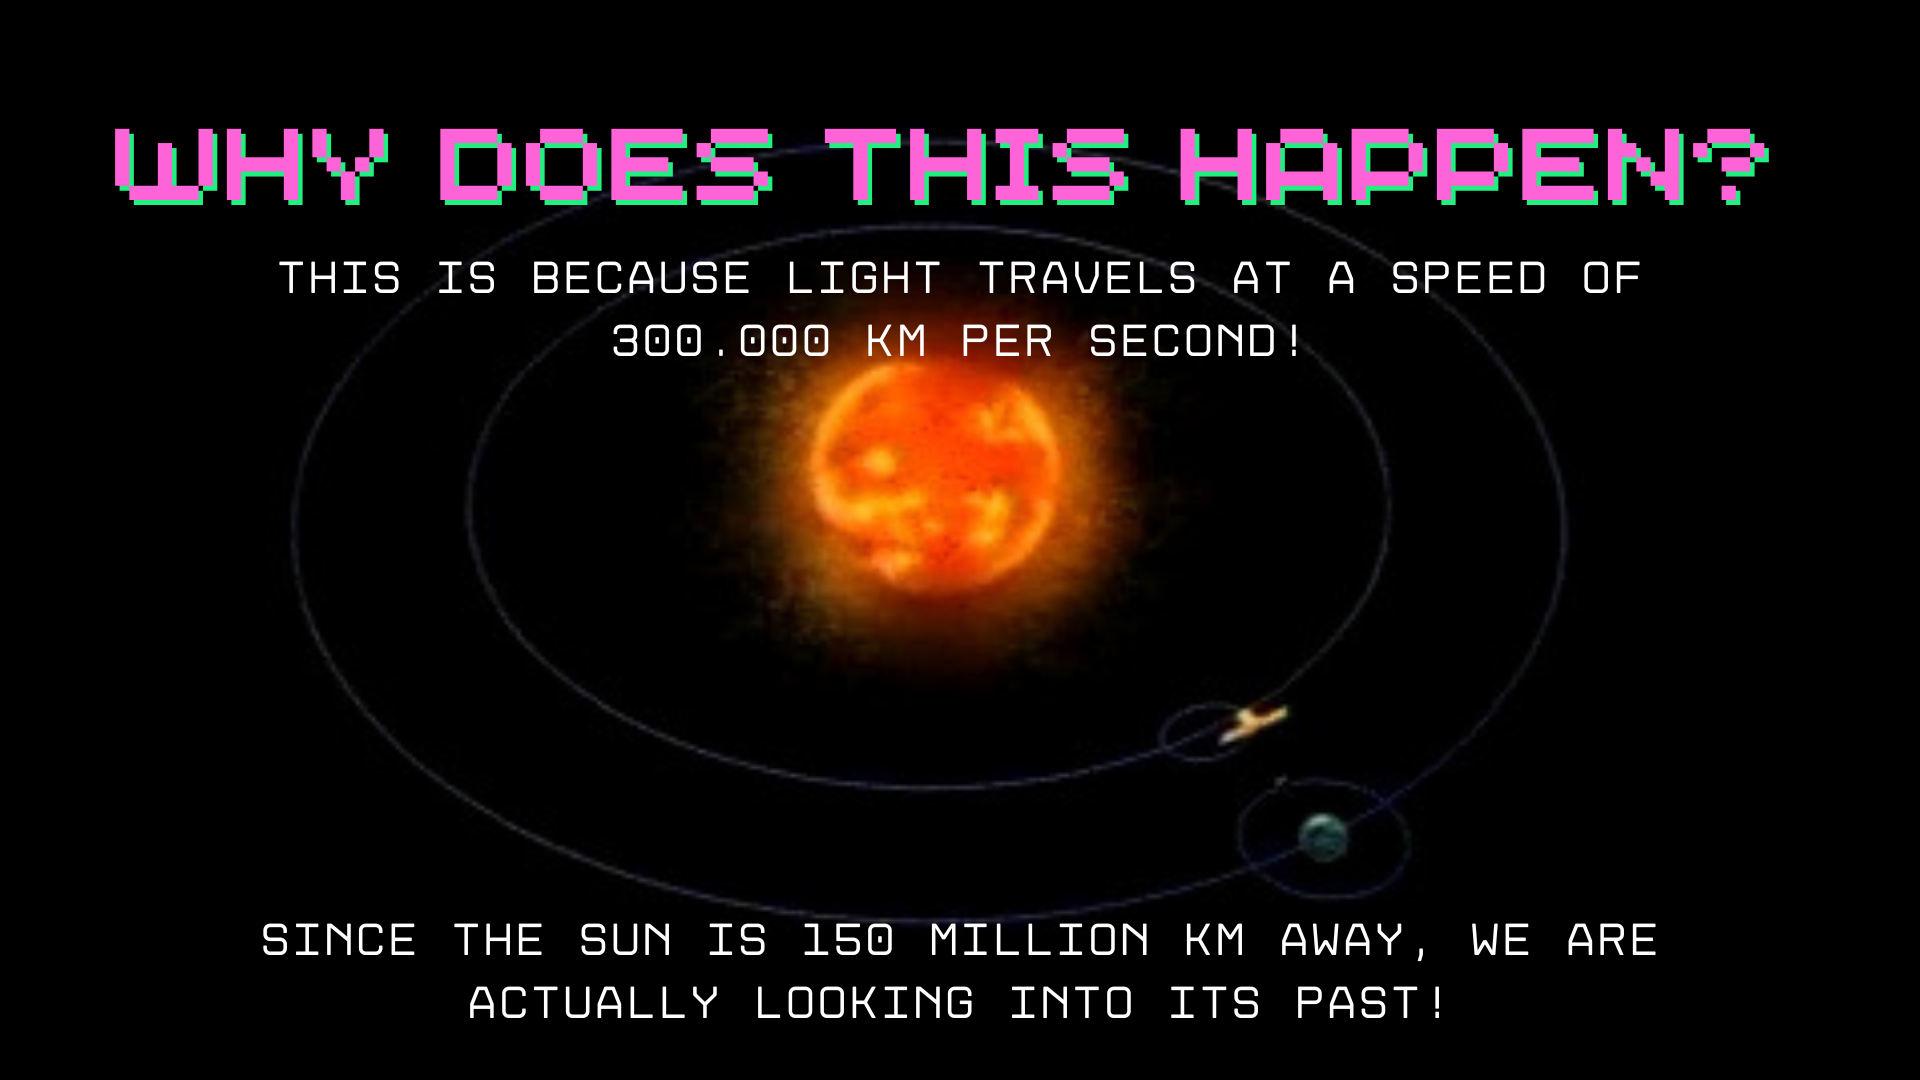 WHY DOES THIS HAPPEN?
THIS IS BECAUSE LIGHT TRAVELS AT A SPEED OF
300.000 KM PER SECOND!
SINCE THE SUN IS 150 MILLION KM AWAY, WE ARE
ACTUALLY LOOKING INTO ITS PAST!